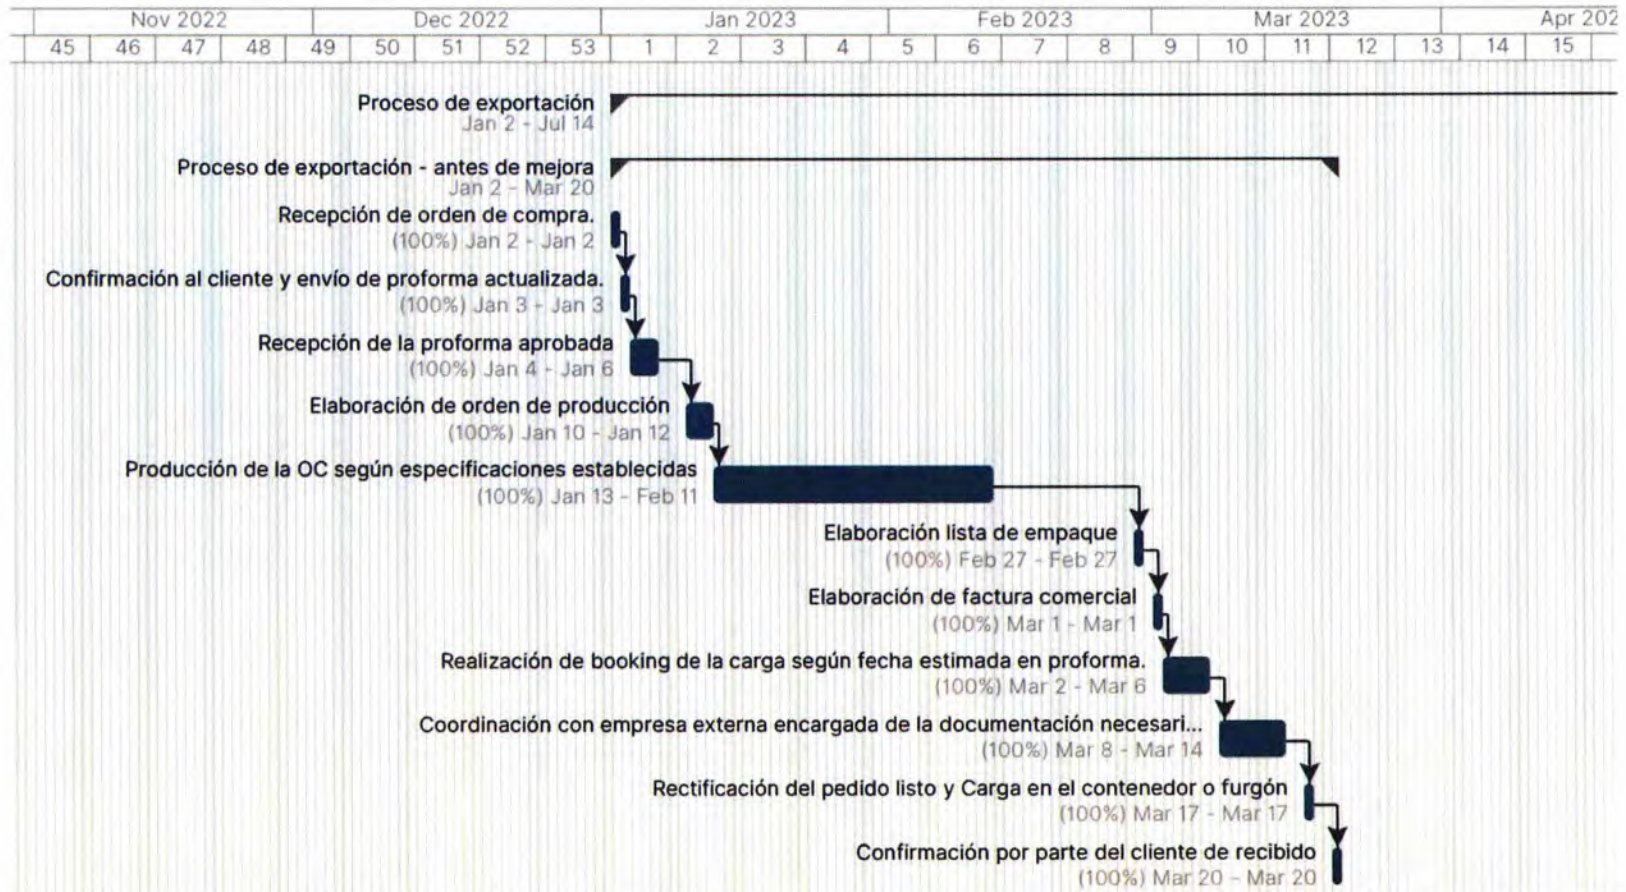 Nov 2022 Dec 2022 Jan 2023 Feb 2023 Mar 2023 Apr 202
45 46 47 48 49 50 51 52 53 1 2 3 4 5 6 7 8 9 10 11 12 13 14 15
Proceso de exportación
Jan 2 - Jul 14
Proceso de exportación - antes de mejora
Jan 2 - Mar 20
Recepción de orden de compra.
(100%) Jan 2 - Jan 2
Confirmación al cliente y envío de proforma actualizada.
(100%) Jan 3 - Jan 3
Recepción de la proforma aprobada
(100%) Jan 4 - Jan 6
Elaboración de orden de producción
(100%) Jan 10 - Jan 12
Producción de la OC según especificaciones establecidas
(100%) Jan 13 - Feb 11
Elaboración lista de empaque
(100%) Feb 27 - Feb 27
Elaboración de factura comercial
(100%) Mar 1 - Mar 1
Realización de booking de la carga según fecha estimada en proforma.
(100%) Mar 2 - Mar 6
Coordinación con empresa externa encargada de la documentación necesari...
(100%) Mar 8 - Mar 14
Rectificación del pedido listo y Carga en el contenedor o furgón
(100%) Mar 17 - Mar 17
Confirmación por parte del cliente de recibido
(100%) Mar 20 - Mar 20